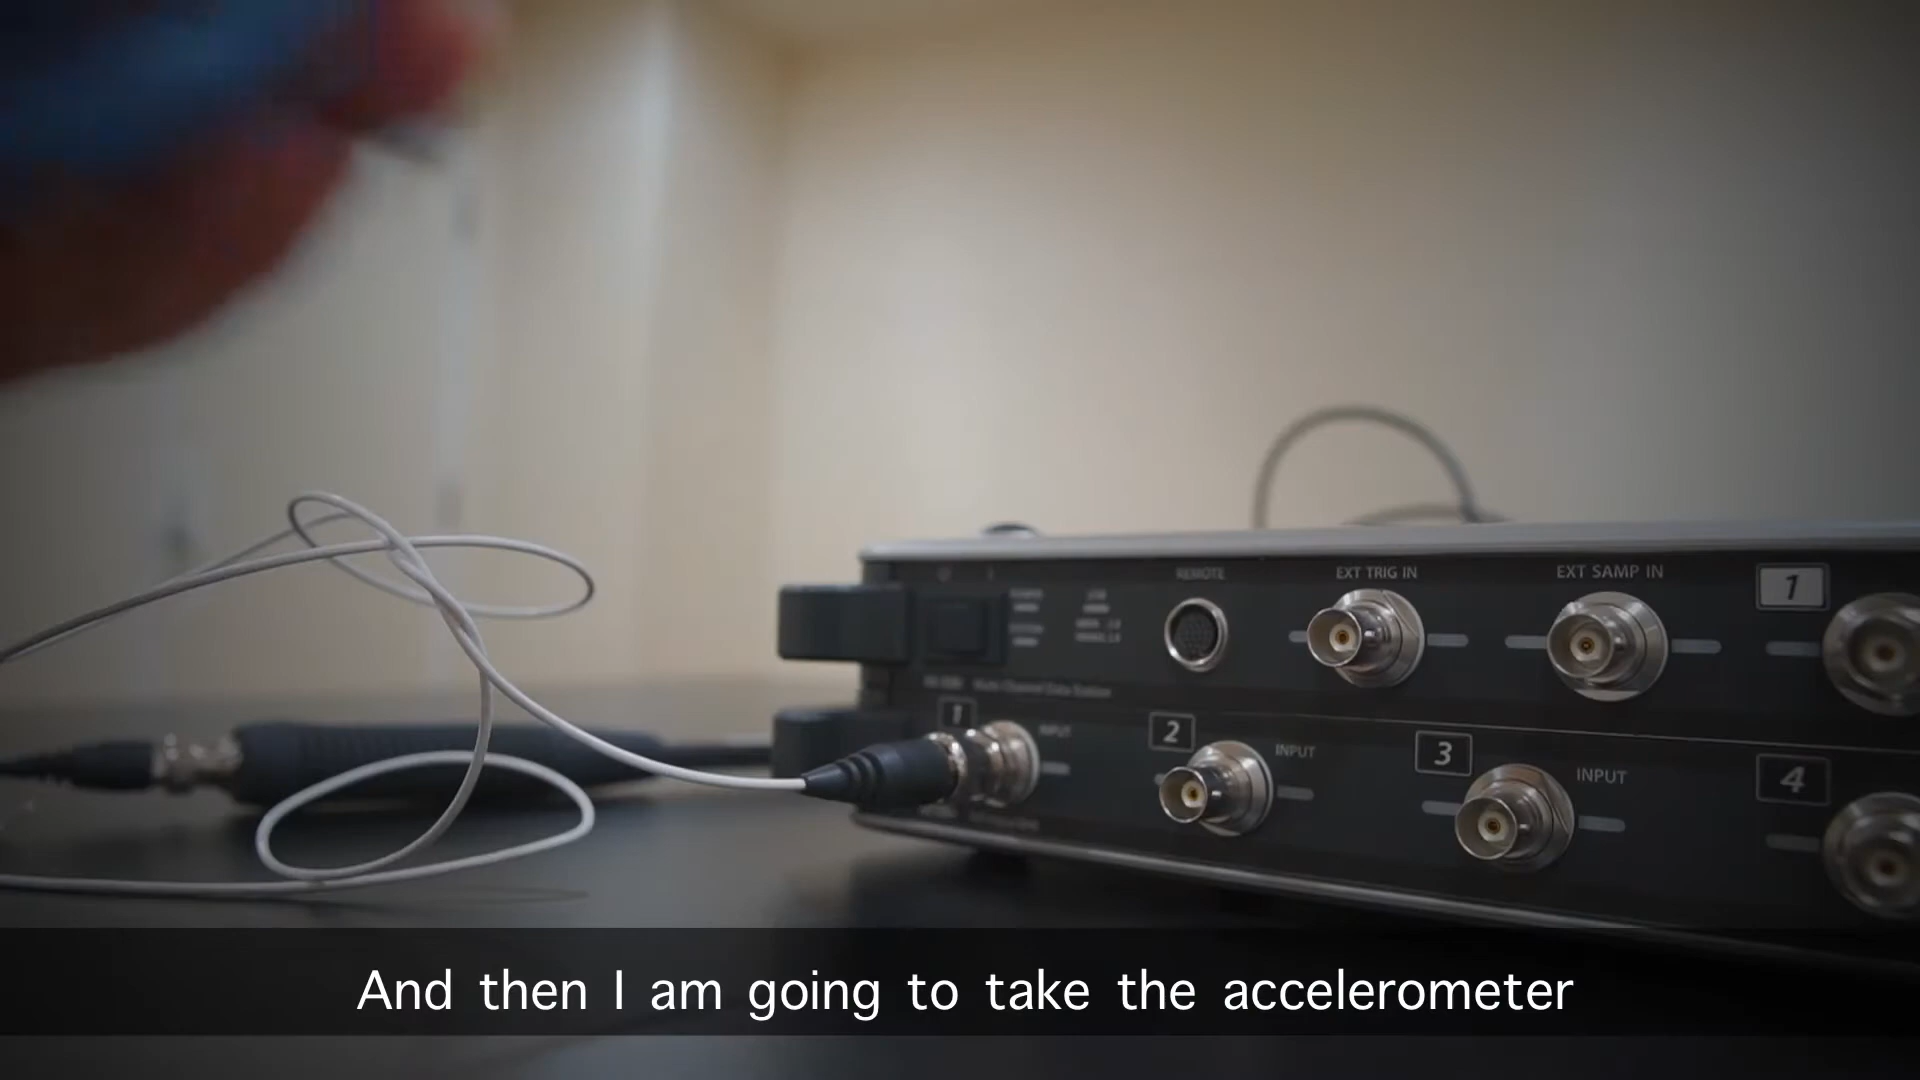 REMOTE
EXT TRIG IN
EXT SAMP IN
1
1
INPUT
2
INPUT
3
INPUT
4
And then I am going to take the accelerometer